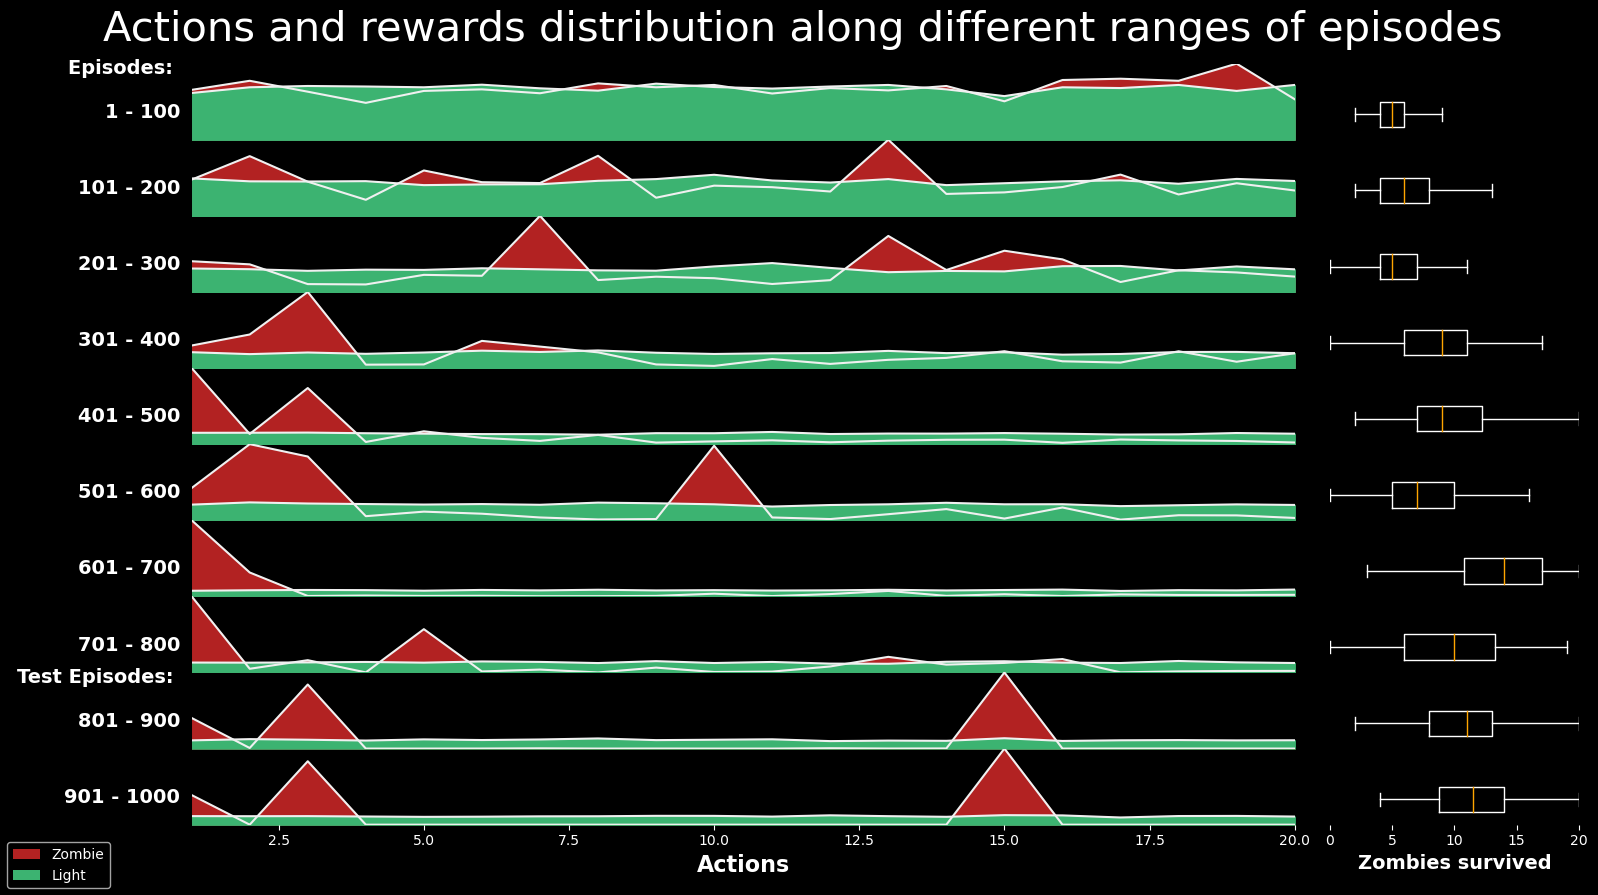 Actions and rewards distribution along different ranges of episodes
Episodes:
1 - 100
101 - 200
201 - 300
301 - 400
401 - 500
501 - 600
601 - 700
701 - 800
Test Episodes:
801 - 900
901 - 1000
2.5 5.0 7.5 10.0 12.5 15.0 17.5 20.0
0 5 10 15 20
Actions
Zombies survived
Zombie
Light